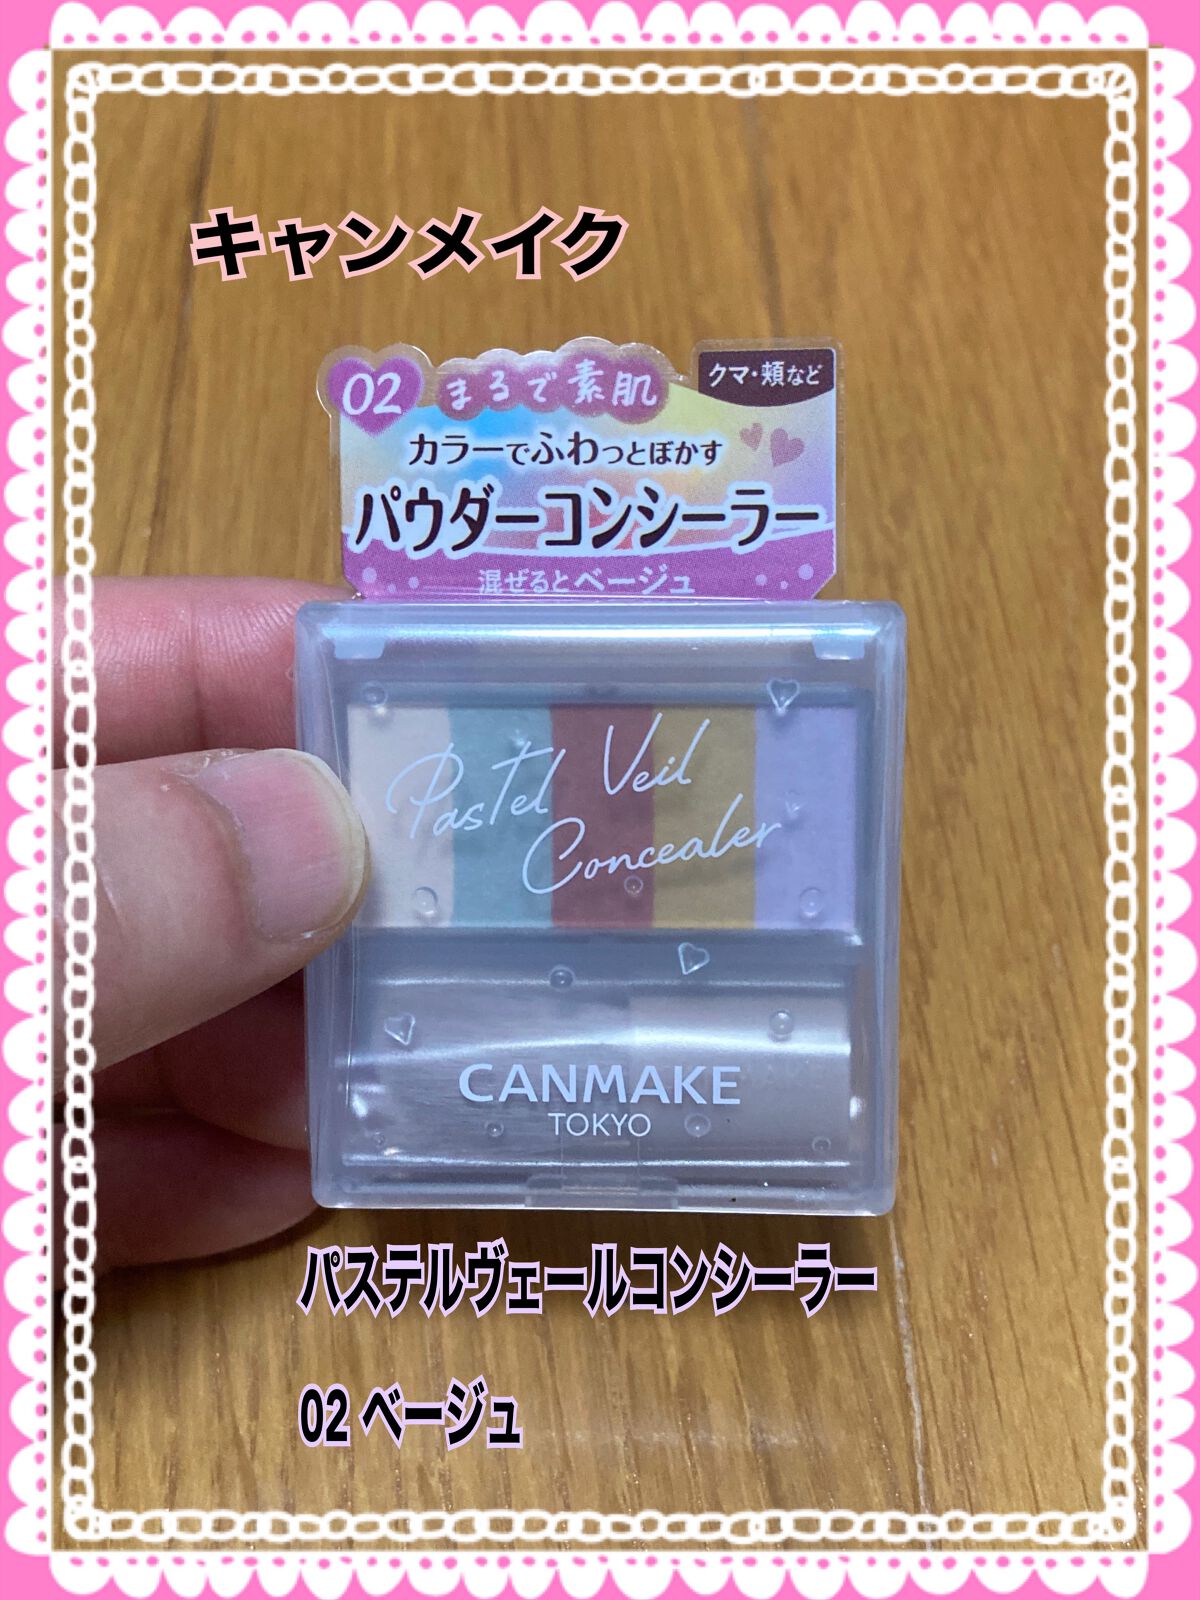 キャンメイク
02 まるで素肌
クマ・頬など
カラーでふわっとぼかす
パウダーコンシーラー
混ぜるとベージュ
Pastel Veil
Concealer
CANMAKE
TOKYO
パステルヴェールコンシーラー
02 ベージュ